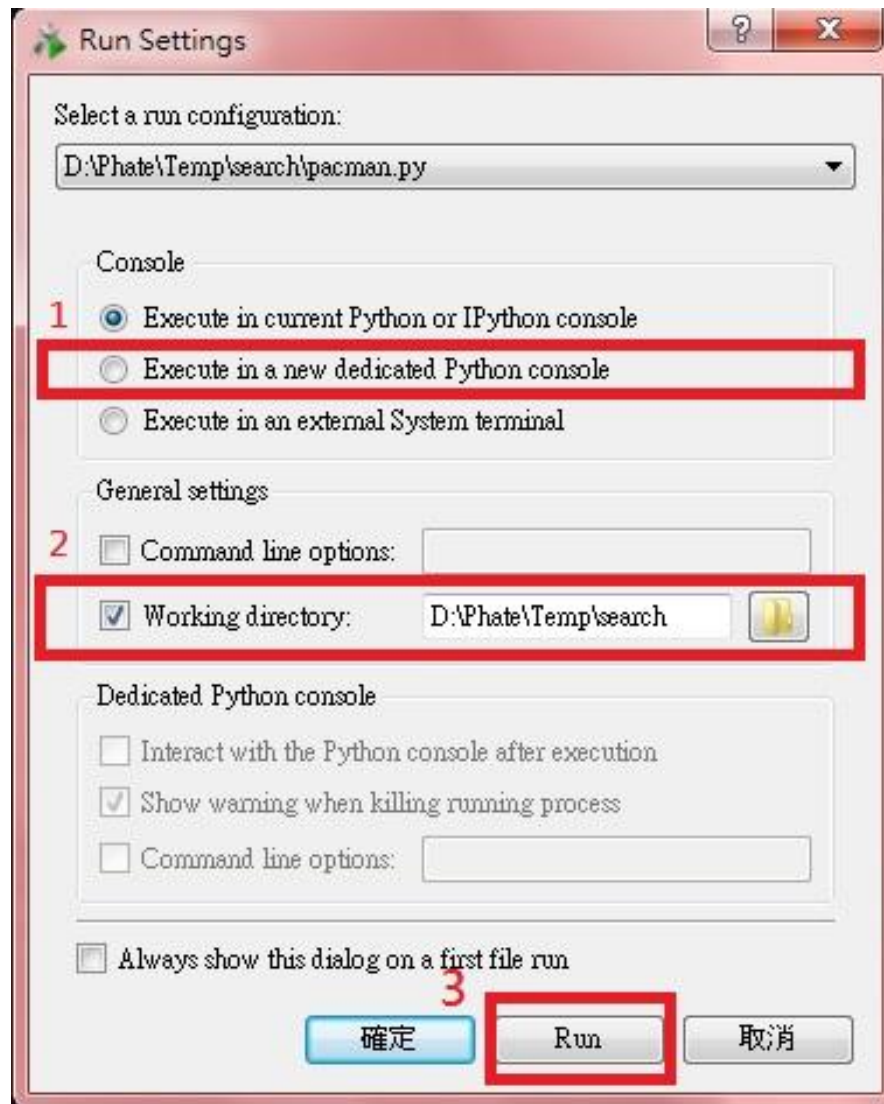 Run Settings
Select a run configuration:
D:\Phate\Temp\search\pacman.py
Console
1
Execute in current Python or IPython console
Execute in a new dedicated Python console
Execute in an external System terminal
General settings
2
Command line options:
Working directory: D:\Phate\Temp\search
Dedicated Python console
Interact with the Python console after execution
Show warning when killing running process
Command line options:
Always show this dialog on a first file run
3
確定 Run 取消